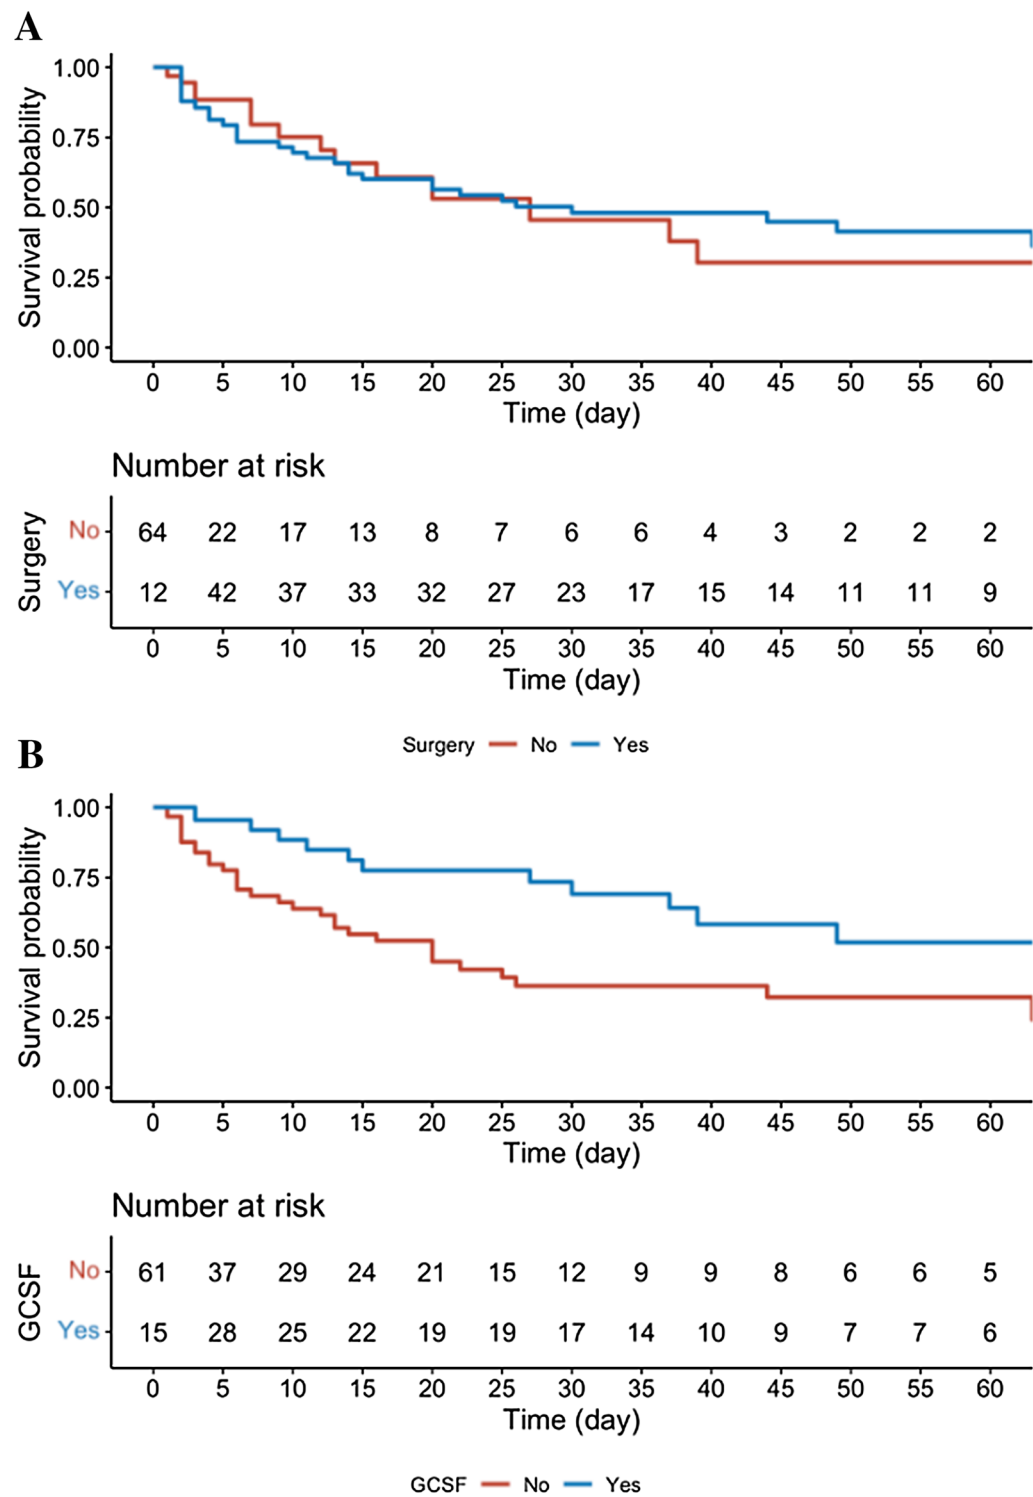 A
1.00
0.75
0.50
0.25
0.00
Survival probability
0 5 10 15 20 25 30 35 40 45 50 55 60
Time (day)
Number at risk
Surgery
No 64 22 17 13 8 7 6 6 4 3 2 2 2
Yes 12 42 37 33 32 27 23 17 15 14 11 11 9
0 5 10 15 20 25 30 35 40 45 50 55 60
Time (day)
Surgery No Yes
B
1.00
0.75
0.50
0.25
0.00
Survival probability
0 5 10 15 20 25 30 35 40 45 50 55 60
Time (day)
Number at risk
GCSF
No 61 37 29 24 21 15 12 9 9 8 6 6 5
Yes 15 28 25 22 19 19 17 14 10 9 7 7 6
0 5 10 15 20 25 30 35 40 45 50 55 60
Time (day)
GCSF No Yes